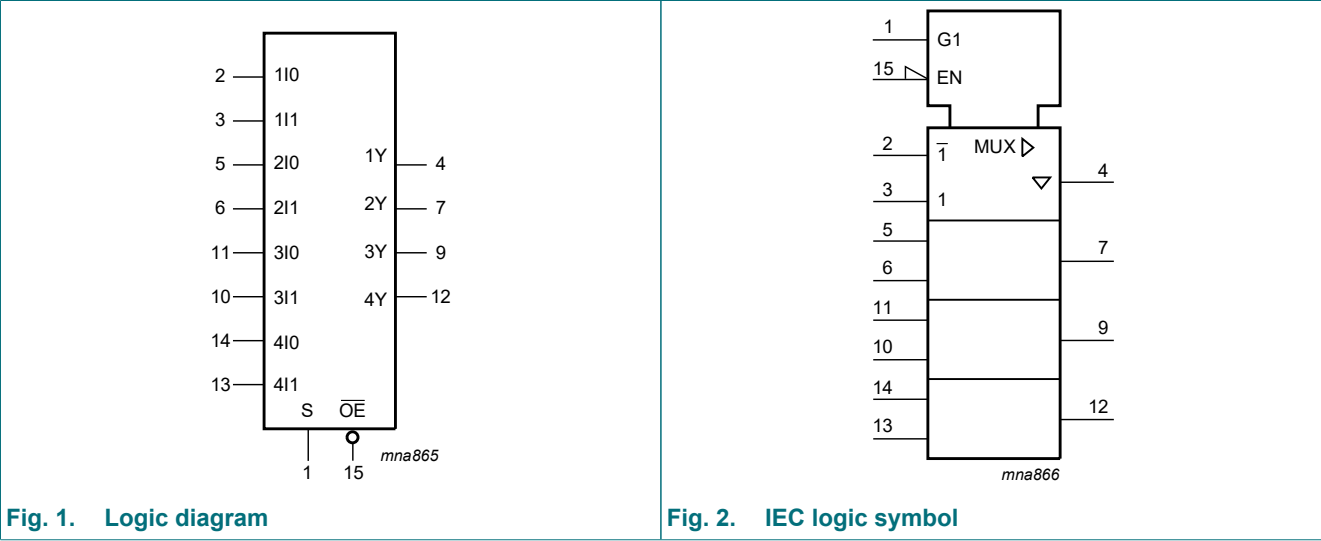 2 1I0
3 1I1
5 2I0
6 2I1
11 3I0
10 3I1
14 4I0
13 4I1
1Y 4
2Y 7
3Y 9
4Y 12
S O̅E̅
1 15
mna865
Fig. 1. Logic diagram
1 G1
15 EN
2 1̅ MUX ▷
3 1
▽ 4
5
6
7
11
10
9
14
13
12
mna866
Fig. 2. IEC logic symbol